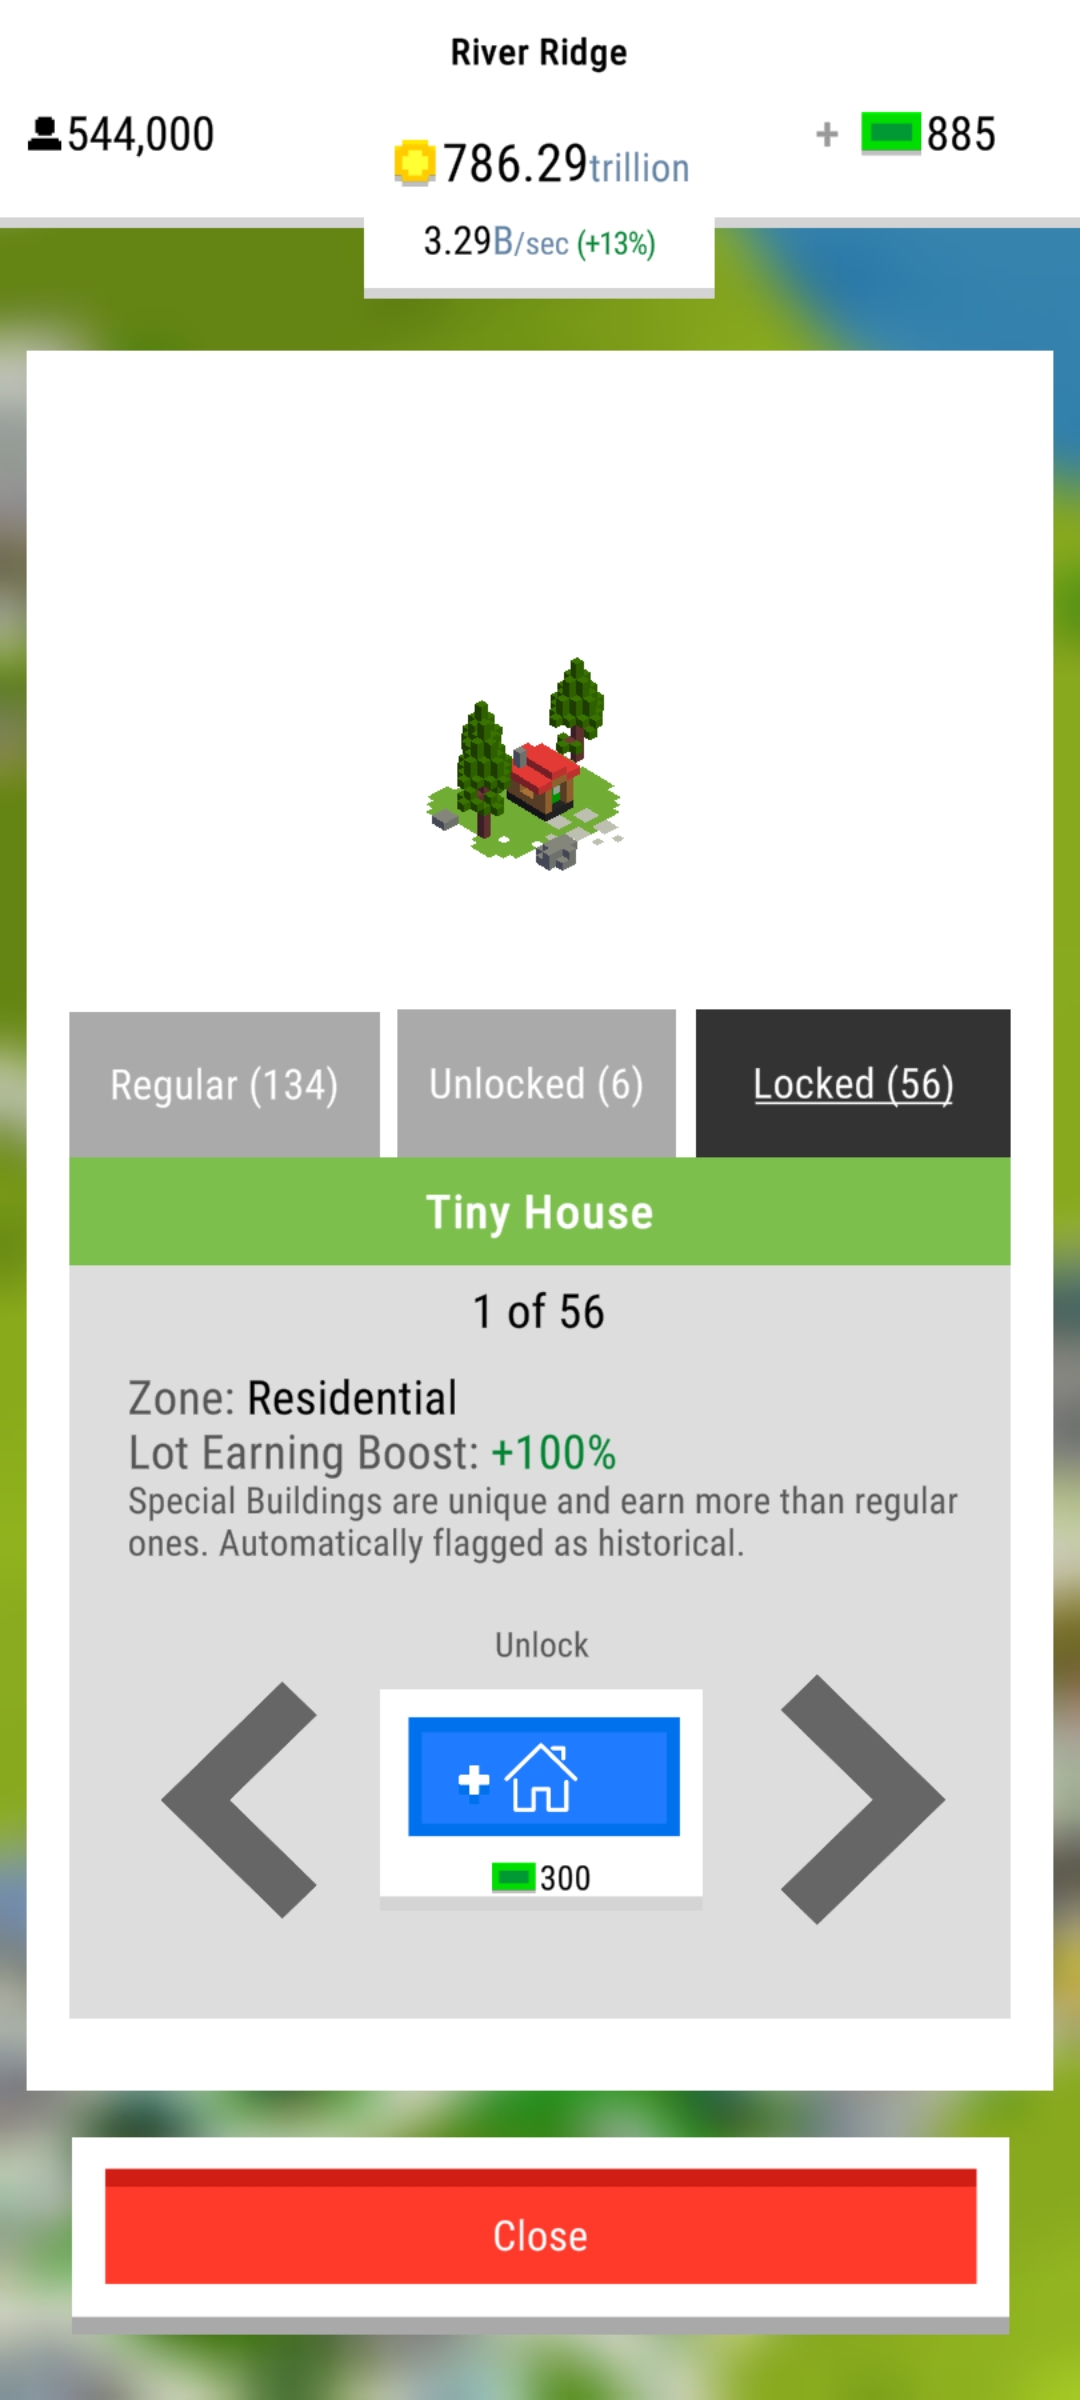 River Ridge
544,000
786.29trillion
+ 885
3.29B/sec (+13%)
Regular (134)
Unlocked (6)
Locked (56)
Tiny House
1 of 56
Zone: Residential
Lot Earning Boost: +100%
Special Buildings are unique and earn more than regular
ones. Automatically flagged as historical.
Unlock
300
Close